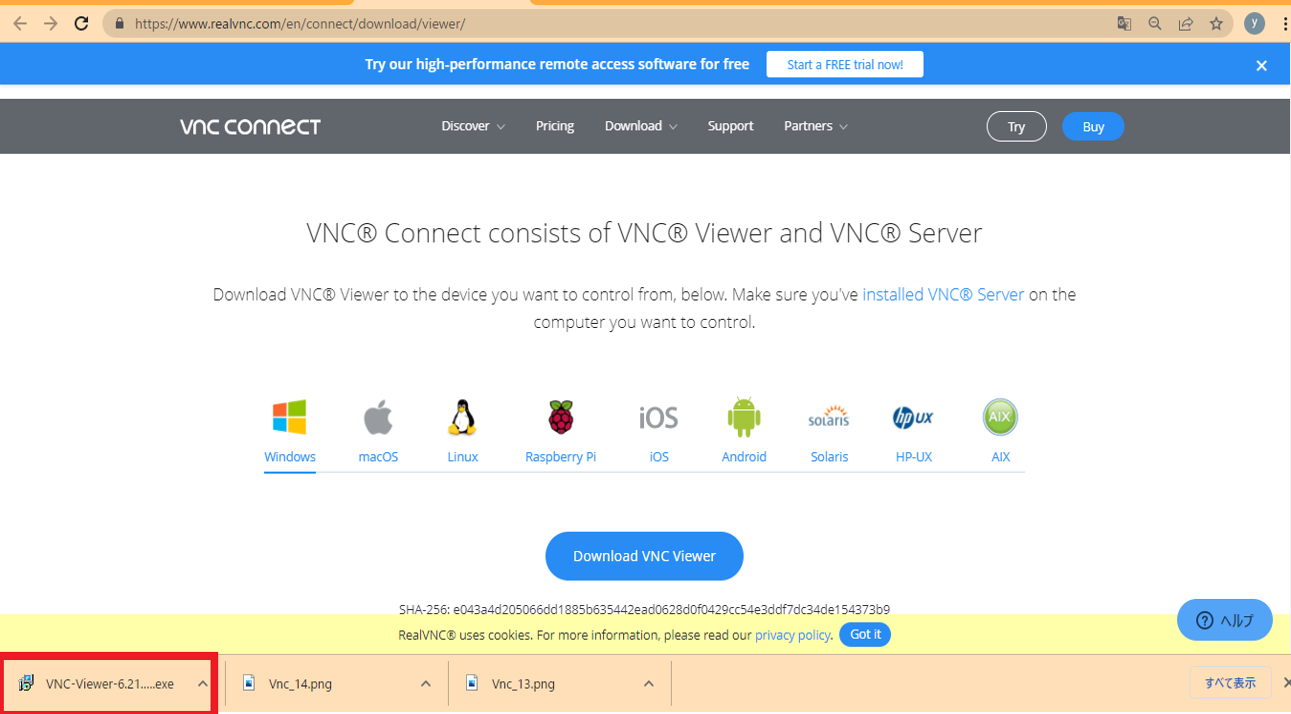 https://www.realvnc.com/en/connect/download/viewer/
y
Try our high-performance remote access software for free
Start a FREE trial now!
vnc connect
Discover
Pricing
Download
Support
Partners
Try
Buy
VNC® Connect consists of VNC® Viewer and VNC® Server
Download VNC® Viewer to the device you want to control from, below. Make sure you've installed VNC® Server on the
computer you want to control.
iOS
solaris
hp UX
AIX
Windows
macOS
Linux
Raspberry Pi
iOS
Android
Solaris
HP-UX
AIX
Download VNC Viewer
SHA-256: e043a4d205066dd1885b635442ead0628d0f0429cc54e3ddf7dc34de154373b9
RealVNC® uses cookies. For more information, please read our privacy policy.
Got it
ヘルプ
VNC-Viewer-6.21.....exe
Vnc_14.png
Vnc_13.png
すべて表示